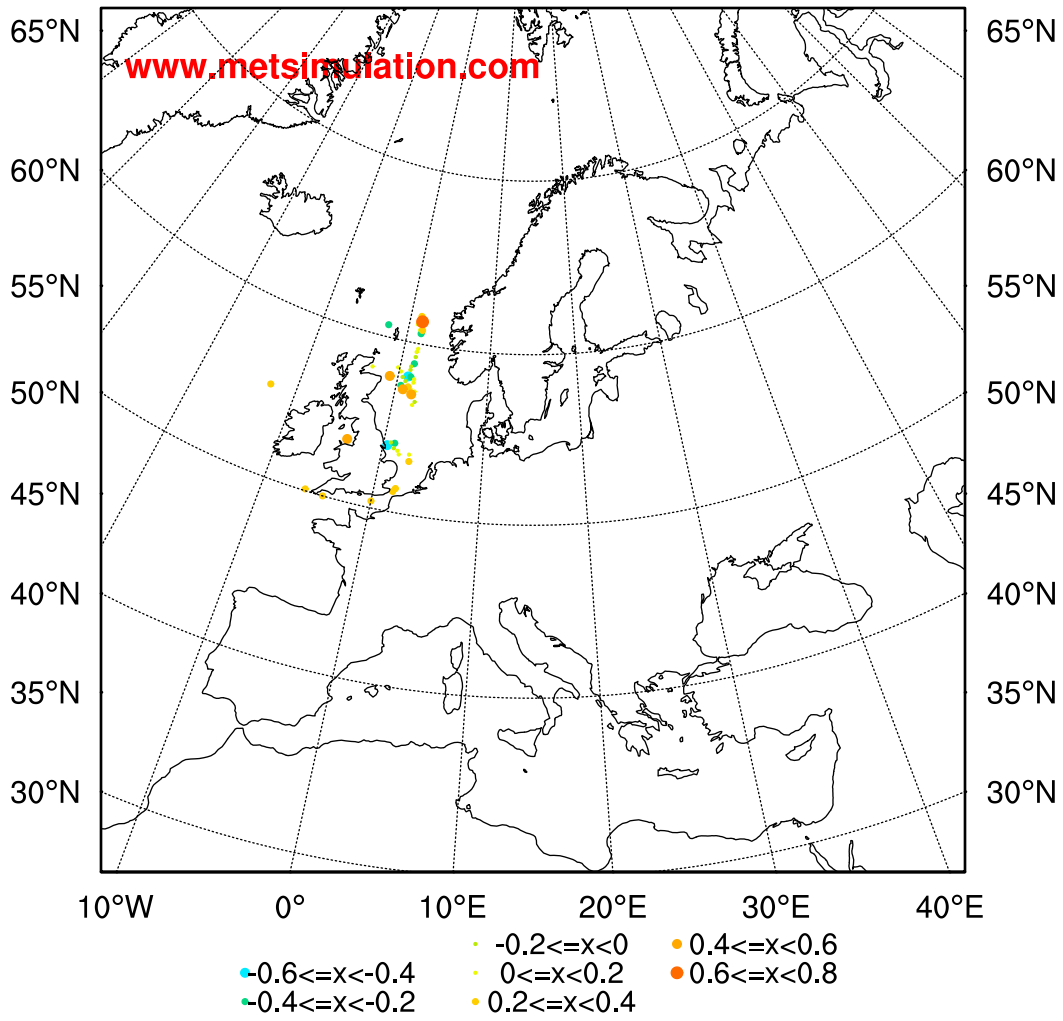 65°N 65°N
www.metsimulation.com
60°N 60°N
55°N 55°N
50°N 50°N
45°N 45°N
40°N 40°N
35°N 35°N
30°N 30°N
10°W 0° 10°E 20°E 30°E 40°E
-0.2<=x<0 0.4<=x<0.6
-0.6<=x<-0.4 0<=x<0.2 0.6<=x<0.8
-0.4<=x<-0.2 0.2<=x<0.4